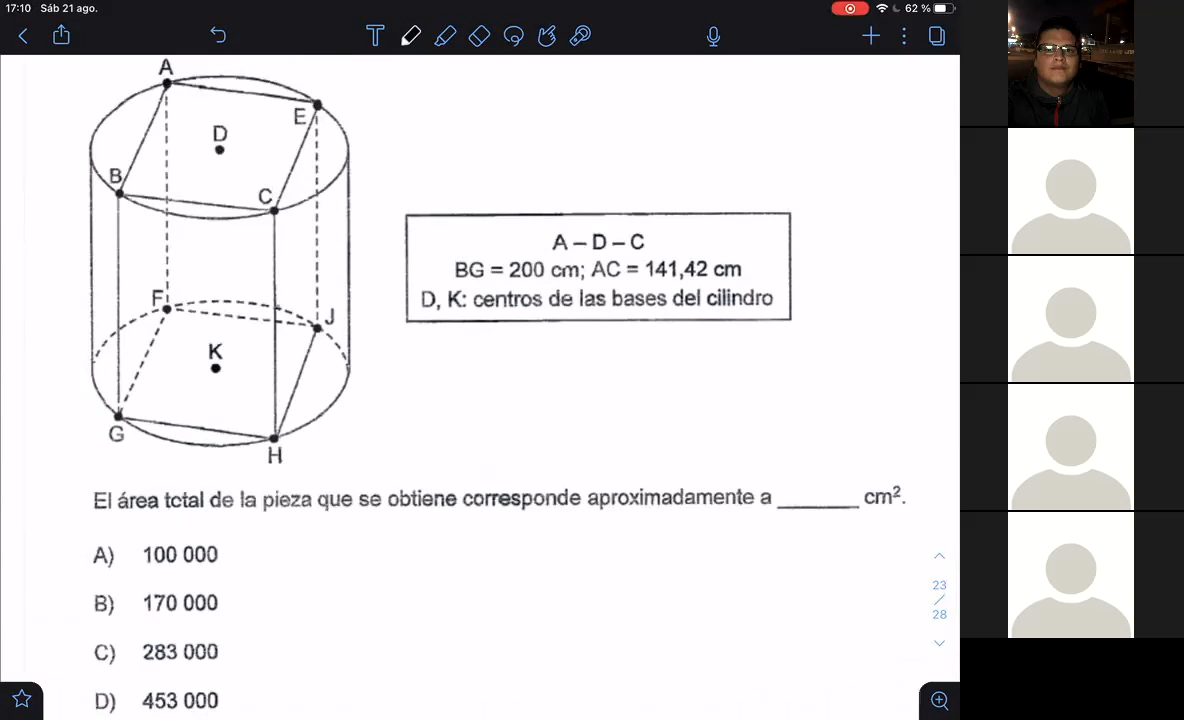 17:10 Sáb 21 ago.
62 %
T
A
E
D
B
C
A – D – C
BG = 200 cm; AC = 141,42 cm
D, K: centros de las bases del cilindro
F
J
K
G
H
El área tctal de la pieza que se obtiene corresponde aproximadamente a ________ cm².
A) 100 000
B) 170 000
C) 283 000
D) 453 000
23
/
28